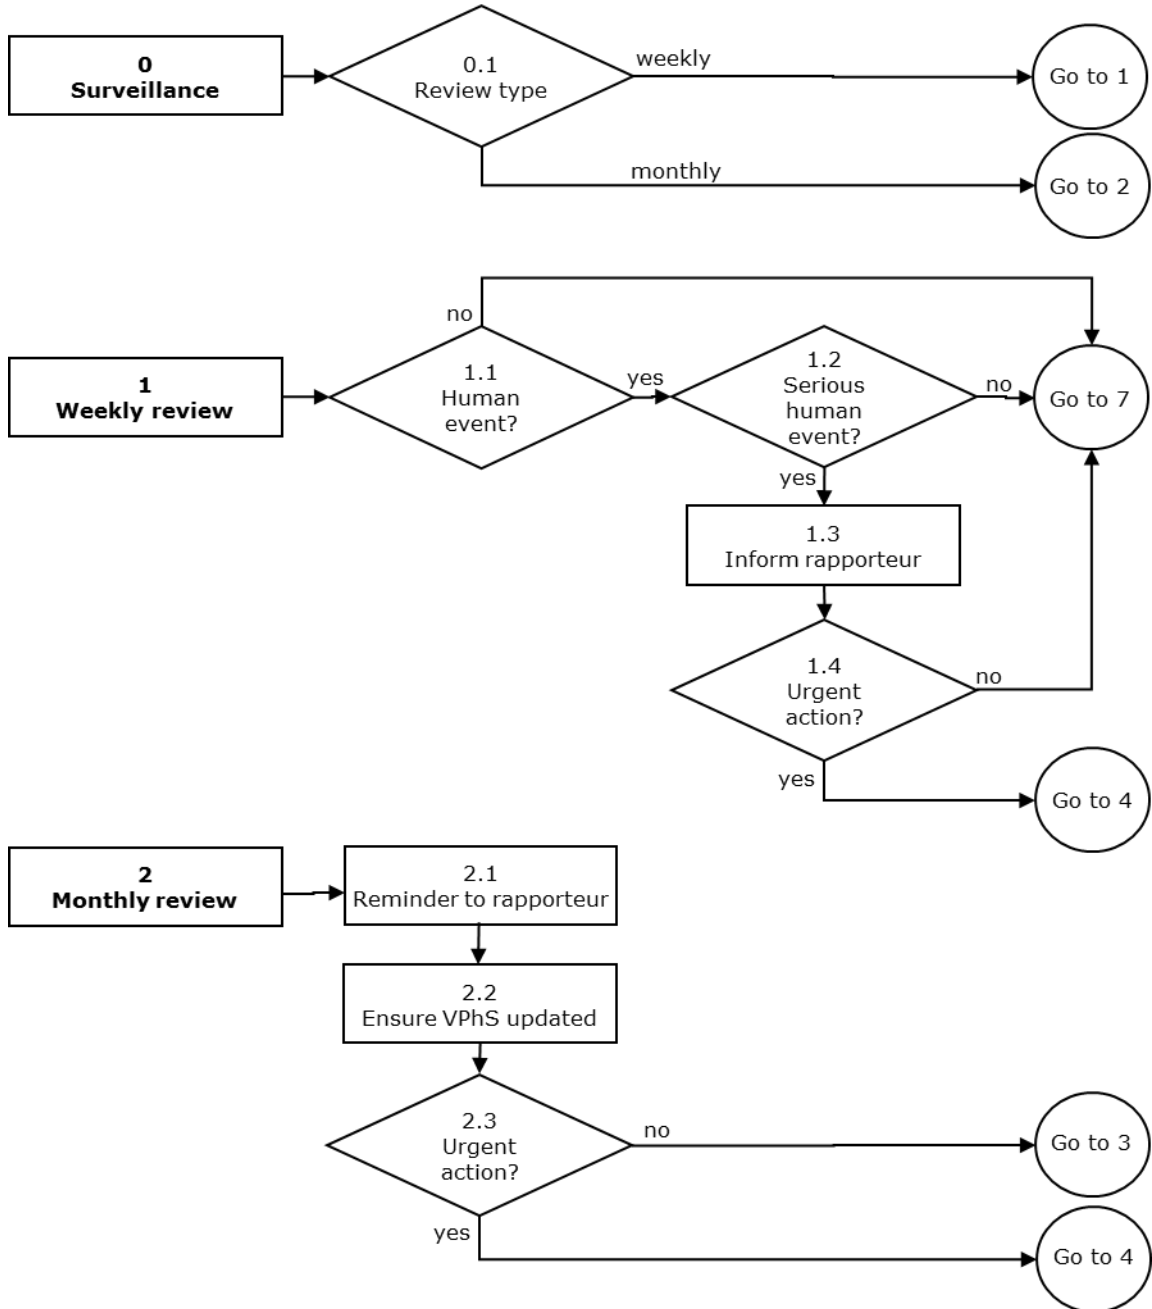 0
Surveillance
0.1
Review type
weekly
Go to 1
monthly
Go to 2
no
1
Weekly review
1.1
Human
event?
yes
1.2
Serious
human
event?
no
Go to 7
yes
1.3
Inform rapporteur
1.4
Urgent
action?
no
yes
Go to 4
2
Monthly review
2.1
Reminder to rapporteur
2.2
Ensure VPhS updated
2.3
Urgent
action?
no
Go to 3
yes
Go to 4